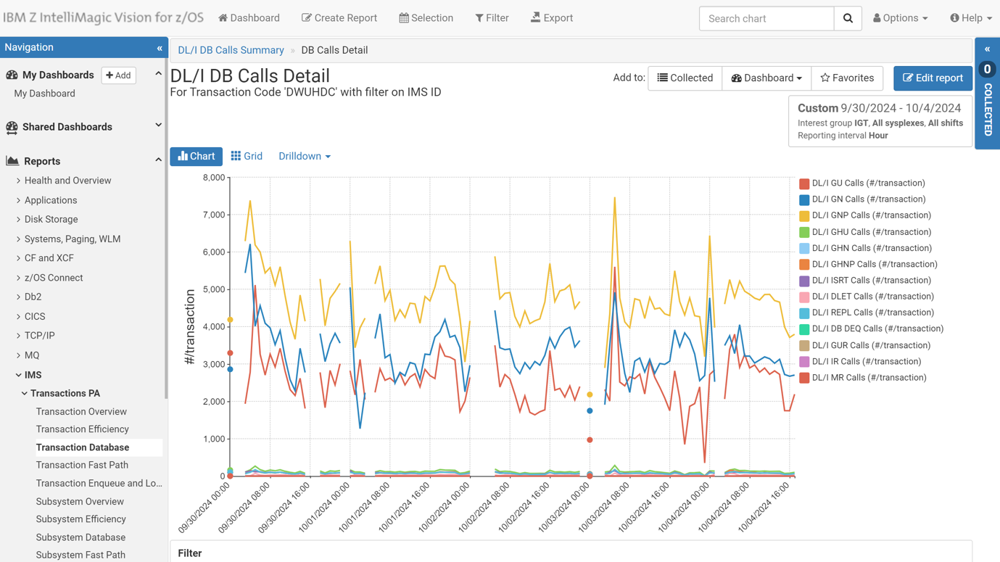 IBM Z IntelliMagic Vision for z/OS
Dashboard
Create Report
Selection
Filter
Export
Search chart
Options
Help
Navigation «
My Dashboards
+ Add
My Dashboard
Shared Dashboards
Reports
Health and Overview
Applications
Disk Storage
Systems, Paging, WLM
CF and XCF
z/OS Connect
Db2
CICS
TCP/IP
MQ
IMS
Transactions PA
Transaction Overview
Transaction Efficiency
Transaction Database
Transaction Fast Path
Transaction Enqueue and Lo...
Subsystem Overview
Subsystem Efficiency
Subsystem Database
Subsystem Fast Path
DL/I DB Calls Summary » DB Calls Detail
DL/I DB Calls Detail
For Transaction Code 'DWUHDC' with filter on IMS ID
Add to:
Collected
Dashboard
Favorites
Edit report
«
0
COLLECTED
Custom 9/30/2024 - 10/4/2024
Interest group IGT, All sysplexes, All shifts
Reporting interval Hour
Chart
Grid
Drilldown
#/transaction
8,000
7,000
6,000
5,000
4,000
3,000
2,000
1,000
0
09/30/2024 00:00
09/30/2024 08:00
09/30/2024 16:00
10/01/2024 00:00
10/01/2024 08:00
10/01/2024 16:00
10/02/2024 00:00
10/02/2024 08:00
10/02/2024 16:00
10/03/2024 00:00
10/03/2024 08:00
10/03/2024 16:00
10/04/2024 00:00
10/04/2024 08:00
10/04/2024 16:00
DL/I GU Calls (#/transaction)
DL/I GN Calls (#/transaction)
DL/I GNP Calls (#/transaction)
DL/I GHU Calls (#/transaction)
DL/I GHN Calls (#/transaction)
DL/I GHNP Calls (#/transaction)
DL/I ISRT Calls (#/transaction)
DL/I DLET Calls (#/transaction)
DL/I REPL Calls (#/transaction)
DL/I DB DEQ Calls (#/transaction)
DL/I GUR Calls (#/transaction)
DL/I IR Calls (#/transaction)
DL/I MR Calls (#/transaction)
Filter